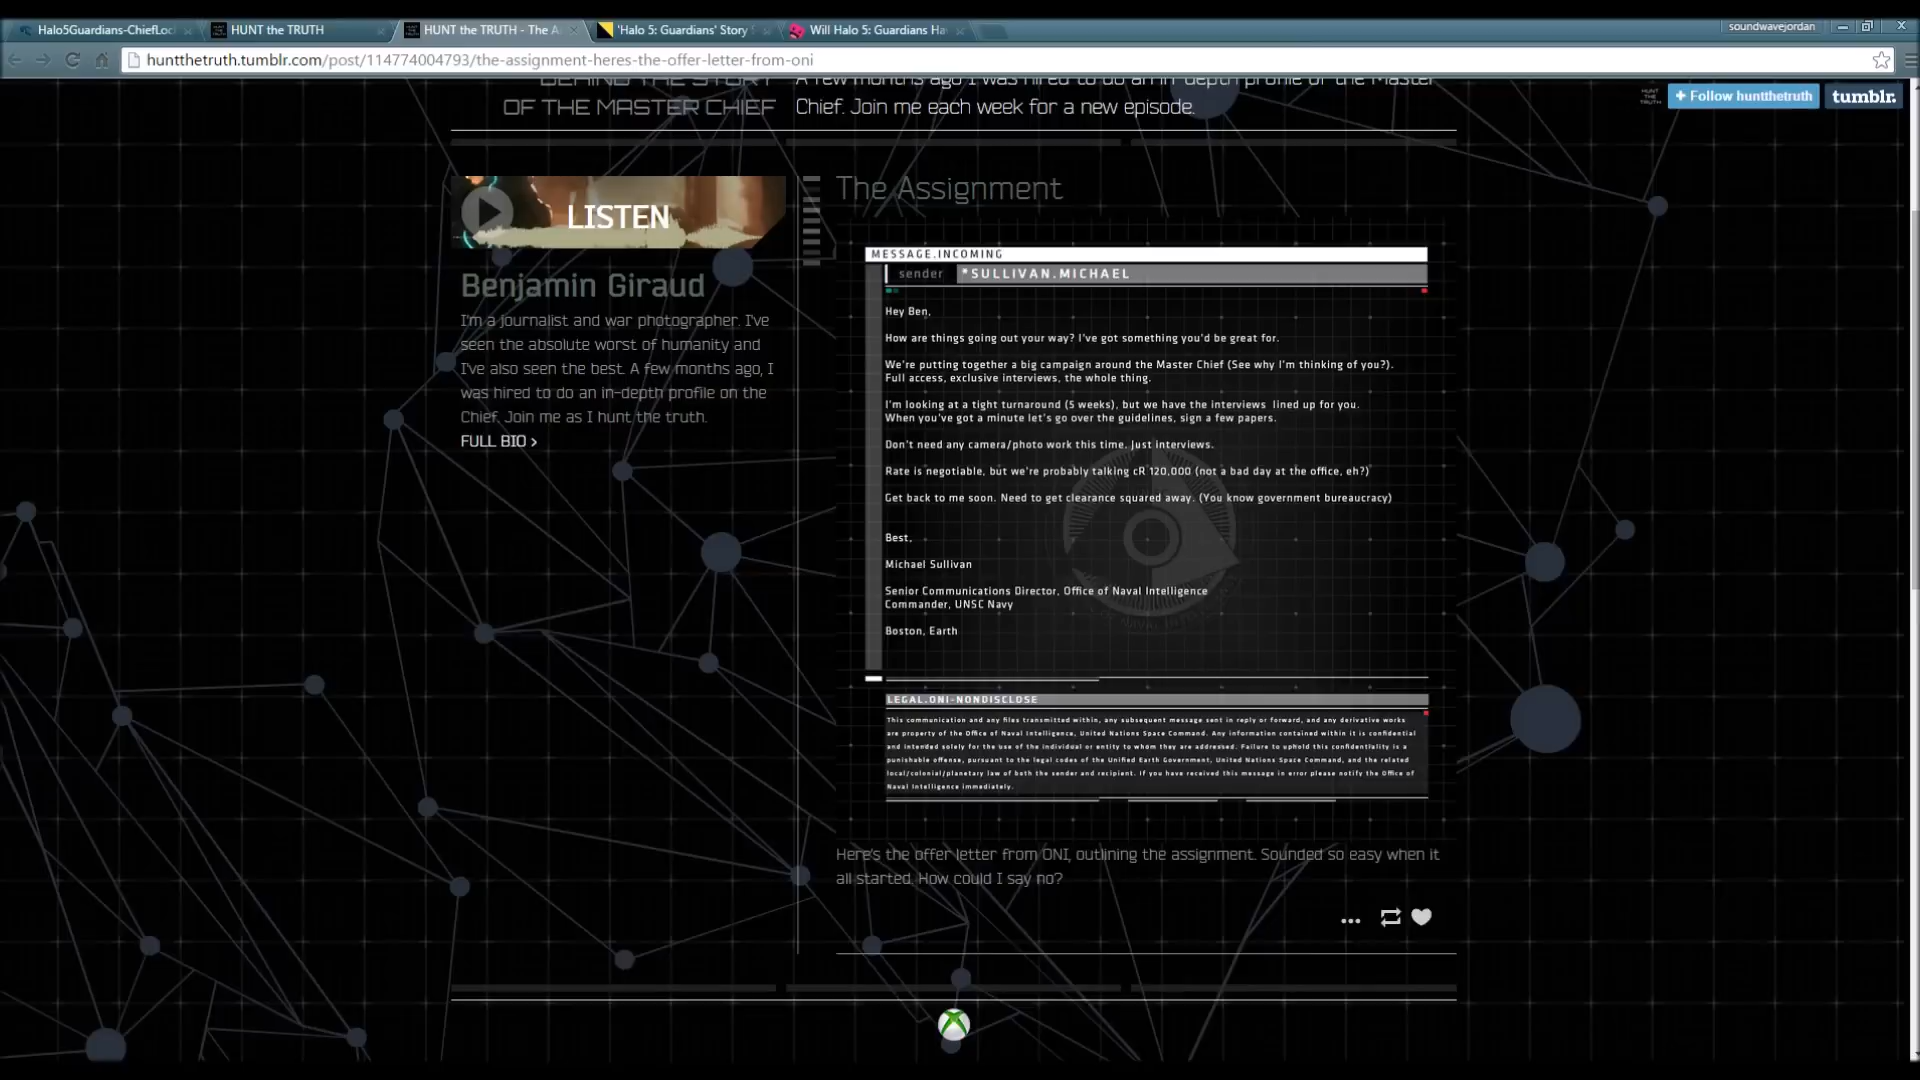 Halo5Guardians-ChiefLoc
HUNT the TRUTH
HUNT the TRUTH - The A
'Halo 5: Guardians' Story
Will Halo 5: Guardians Ha
soundwavejordan
huntthetruth.tumblr.com/post/114774004793/the-assignment-heres-the-offer-letter-from-oni
BEHIND THE STORY
OF THE MASTER CHIEF
A few months ago I was hired to do an in-depth profile of the Master
Chief. Join me each week for a new episode.
HUNT THE TRUTH
+ Follow huntthetruth
tumblr.
LISTEN
Benjamin Giraud
I'm a journalist and war photographer. I've
seen the absolute worst of humanity and
I've also seen the best. A few months ago, I
was hired to do an in-depth profile on the
Chief. Join me as I hunt the truth.
FULL BIO >
The Assignment
MESSAGE.INCOMING
sender *SULLIVAN.MICHAEL
Hey Ben,
How are things going out your way? I've got something you'd be great for.
We're putting together a big campaign around the Master Chief (See why I'm thinking of you?).
Full access, exclusive interviews, the whole thing.
I'm looking at a tight turnaround (5 weeks), but we have the interviews lined up for you.
When you've got a minute let's go over the guidelines, sign a few papers.
Don't need any camera/photo work this time. Just interviews.
Rate is negotiable, but we're probably talking cR 120,000 (not a bad day at the office, eh?)
Get back to me soon. Need to get clearance squared away. (You know government bureaucracy)
Best,
Michael Sullivan
Senior Communications Director, Office of Naval Intelligence
Commander, UNSC Navy
Boston, Earth
LEGAL.ONI-NONDISCLOSE
This communication and any files transmitted within, any subsequent message sent in reply or forward, and any derivative works
are property of the Office of Naval Intelligence, United Nations Space Command. Any information contained within it is confidential
and intended solely for the use of the individual or entity to whom they are addressed. Failure to uphold this confidentiality is a
punishable offense, pursuant to the legal codes of the Unified Earth Government, United Nations Space Command, and the related
local/colonial/planetary law of both the sender and recipient. If you have received this message in error please notify the Office of
Naval Intelligence immediately.
Here's the offer letter from ONI, outlining the assignment. Sounded so easy when it
all started. How could I say no?